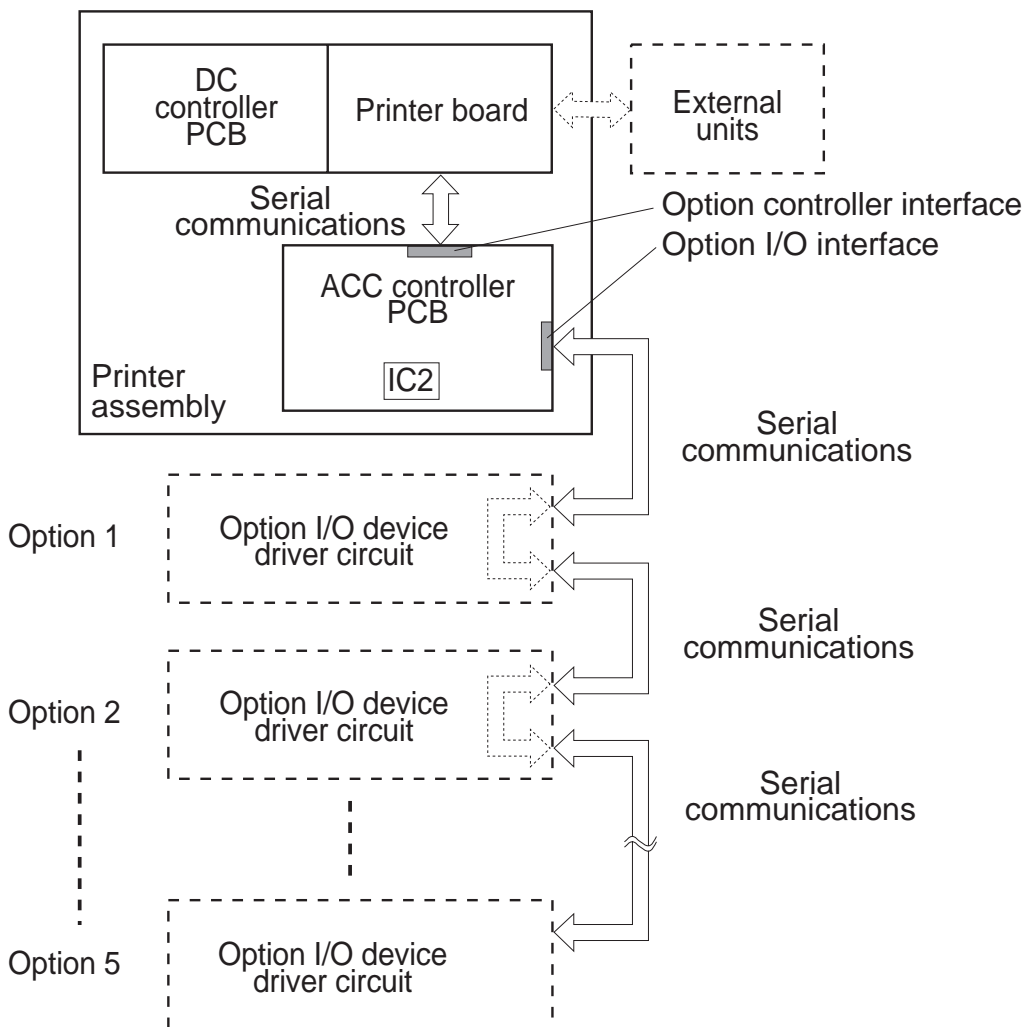 DC
controller
PCB
Printer board
External
units
Serial
communications
Option controller interface
Option I/O interface
ACC controller
PCB
IC2
Printer
assembly
Serial
communications
Option 1
Option I/O device
driver circuit
Serial
communications
Option 2
Option I/O device
driver circuit
Serial
communications
Option 5
Option I/O device
driver circuit